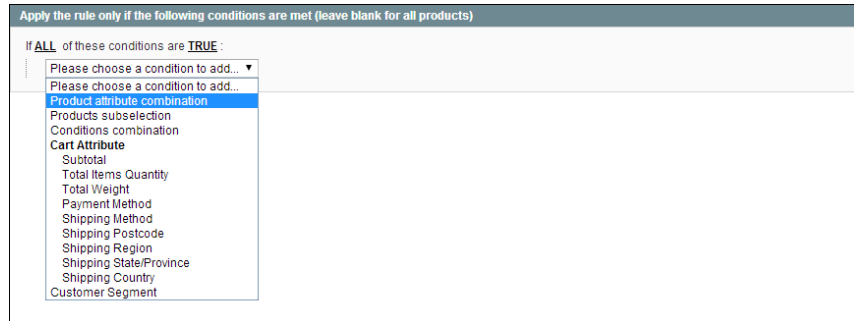 Apply the rule only if the following conditions are met (leave blank for all products)
If ALL of these conditions are TRUE :
Please choose a condition to add... ▼
Please choose a condition to add...
Product attribute combination
Products subselection
Conditions combination
Cart Attribute
Subtotal
Total Items Quantity
Total Weight
Payment Method
Shipping Method
Shipping Postcode
Shipping Region
Shipping State/Province
Shipping Country
Customer Segment